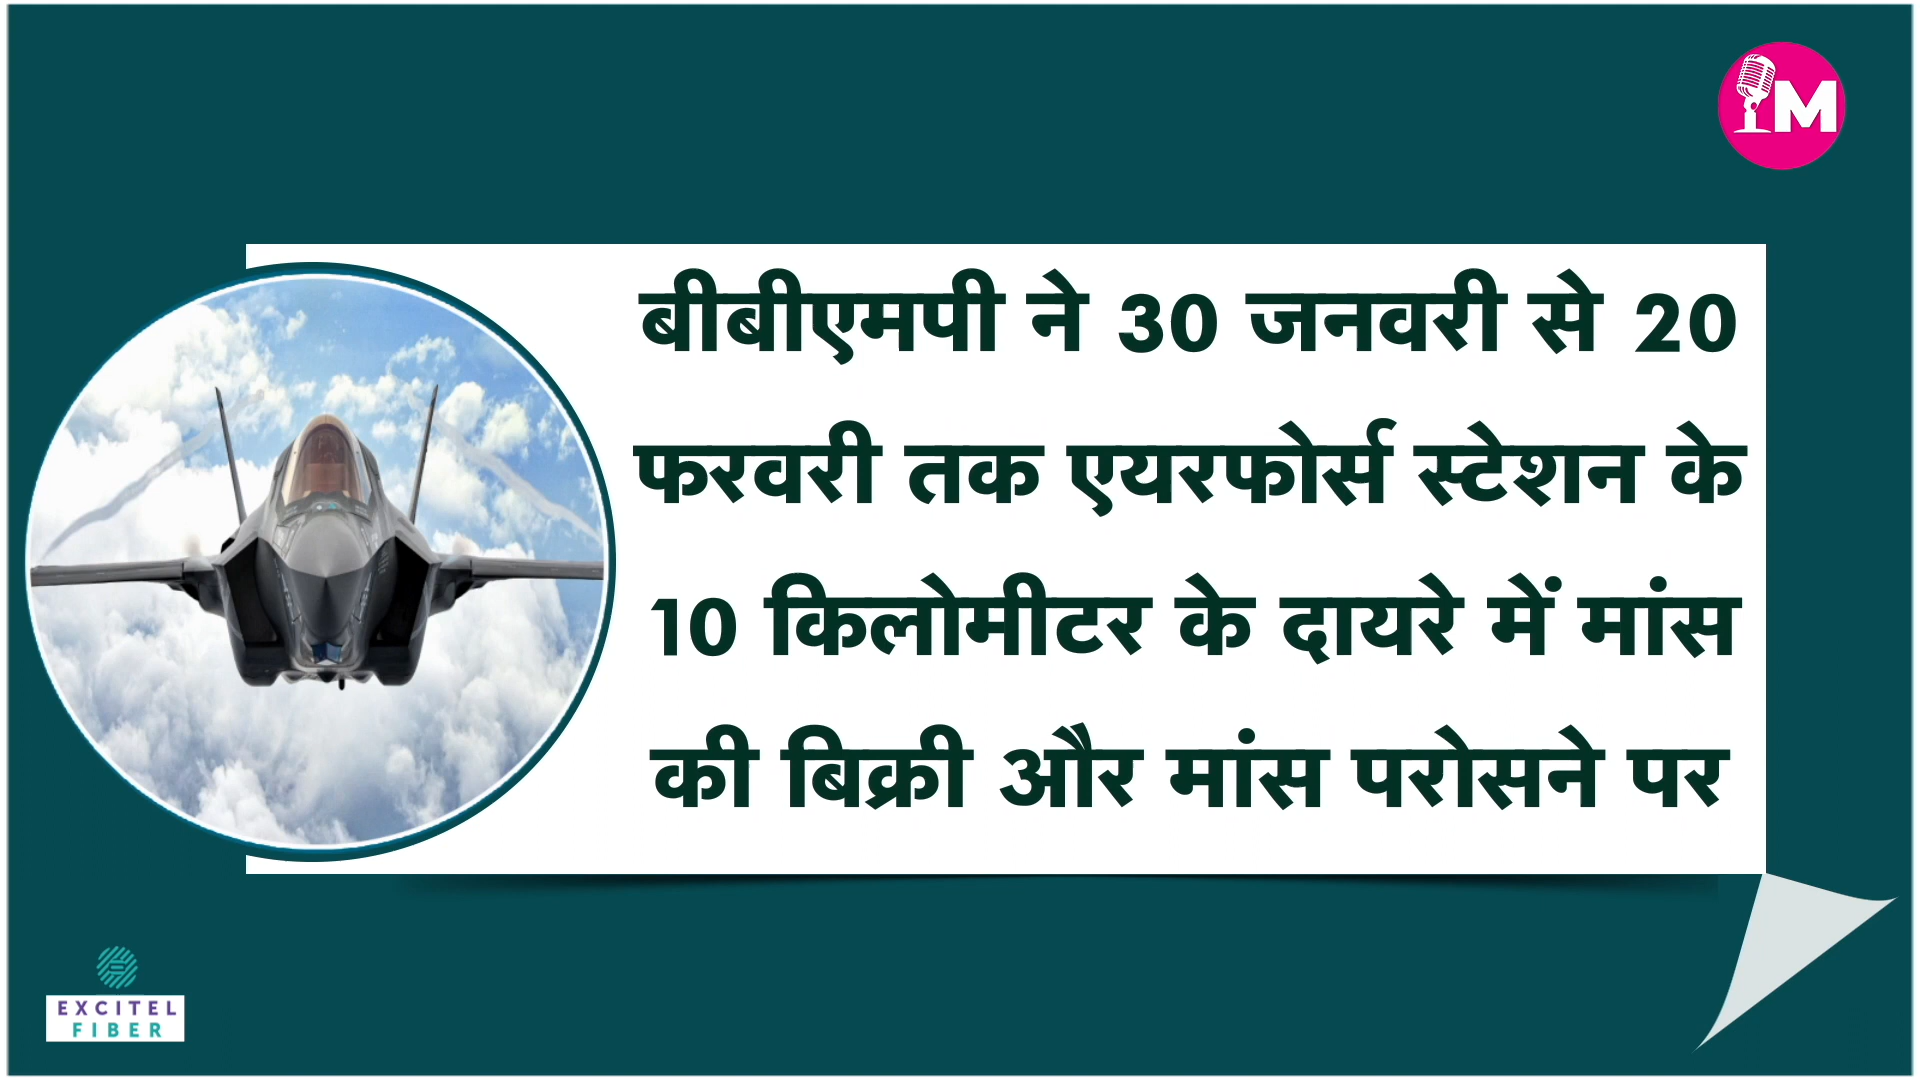 M
बीबीएमपी ने 30 जनवरी से 20
फरवरी तक एयरफोर्स स्टेशन के
10 किलोमीटर के दायरे में मांस
की बिक्री और मांस परोसने पर
EXCITEL
FIBER